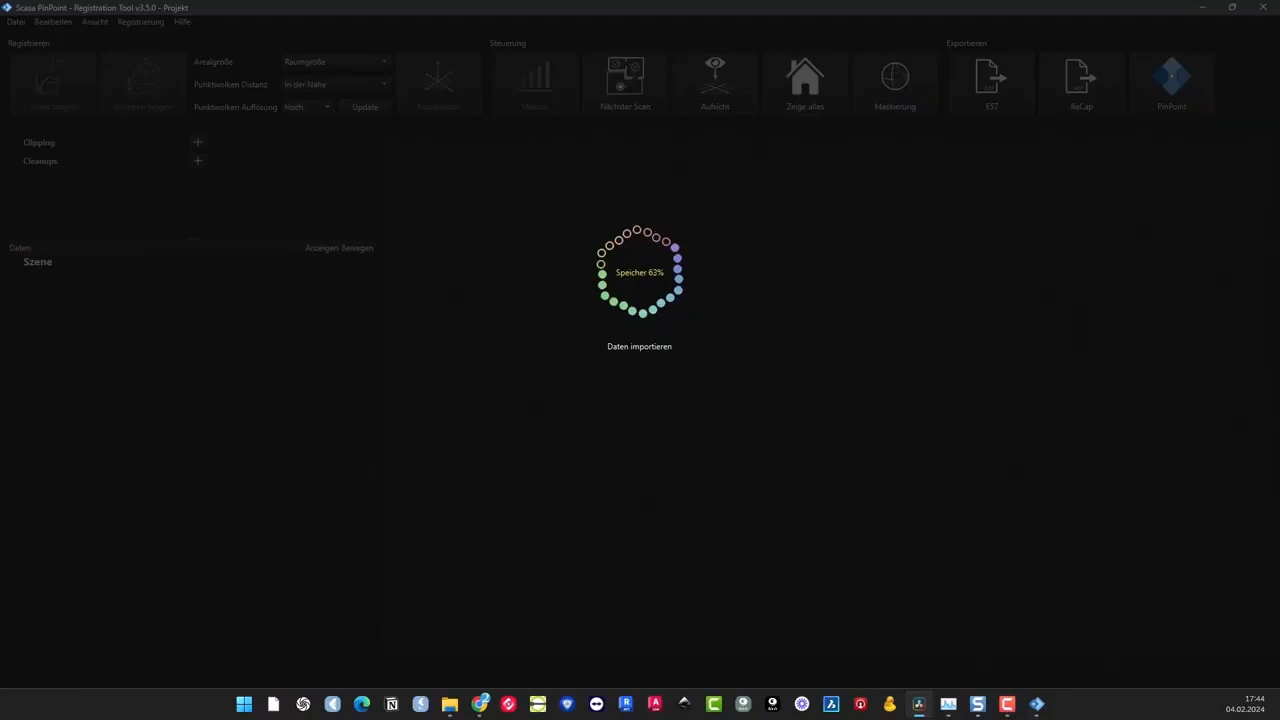 Scasa PinPoint - Registration Tool v3.5.0 - Projekt
Datei Bearbeiten Ansicht Registrierung Hilfe
Registrieren Steuerung Exportieren
Arealgröße Raumgröße
Punktwolken Distanz In der Nähe
Punktwolken Auflösung Hoch Update
Nächster Scan Aufsicht Zeige alles Maskierung E57 ReCap PinPoint
Clipping +
Cleanups +
Daten Anzeigen Bewegen
Szene
Speicher 63%
Daten importieren
17:44
04.02.2024